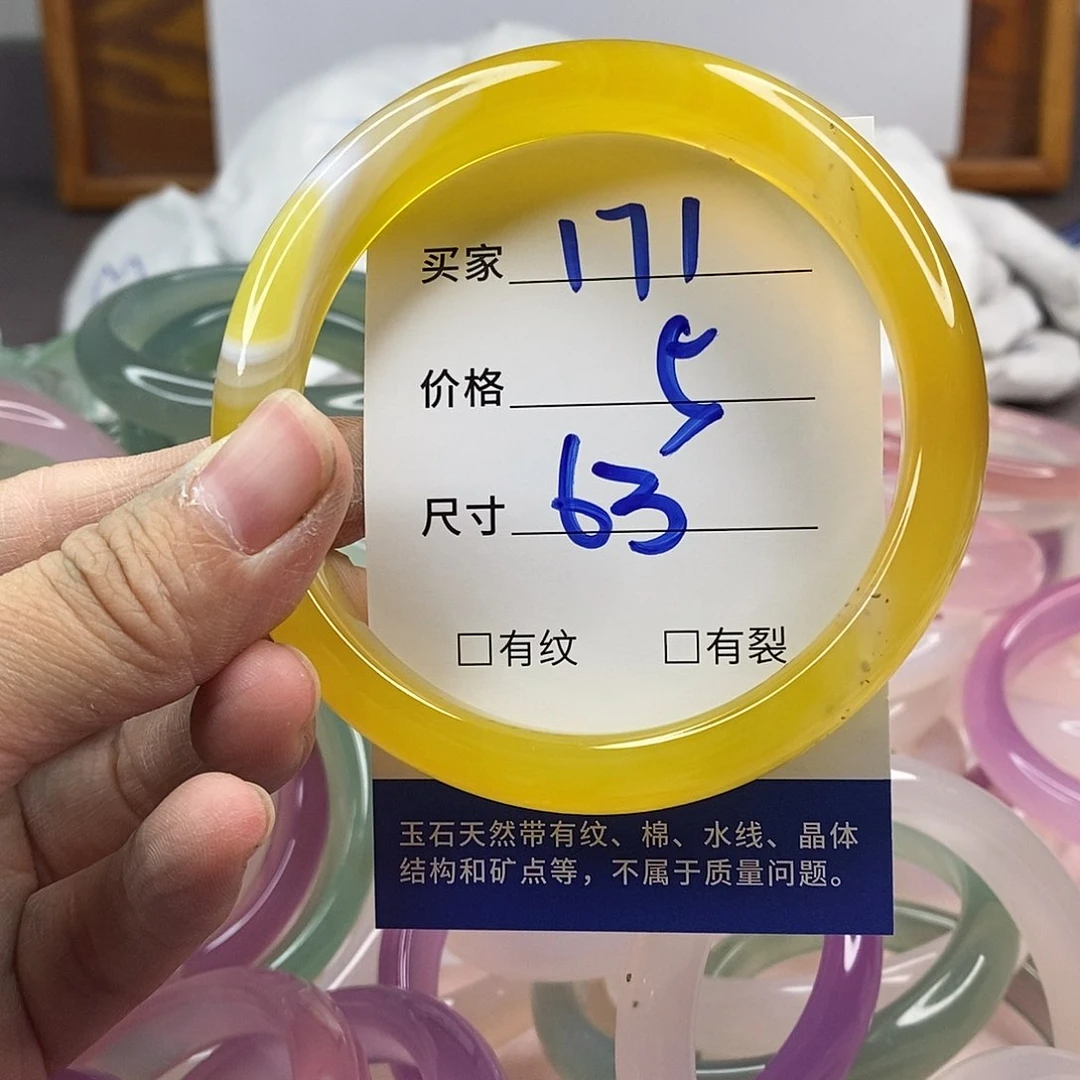 买家 171
价格
尺寸 63
□有纹 □有裂
玉石天然带有纹、棉、水线、晶体
结构和矿点等，不属于质量问题。